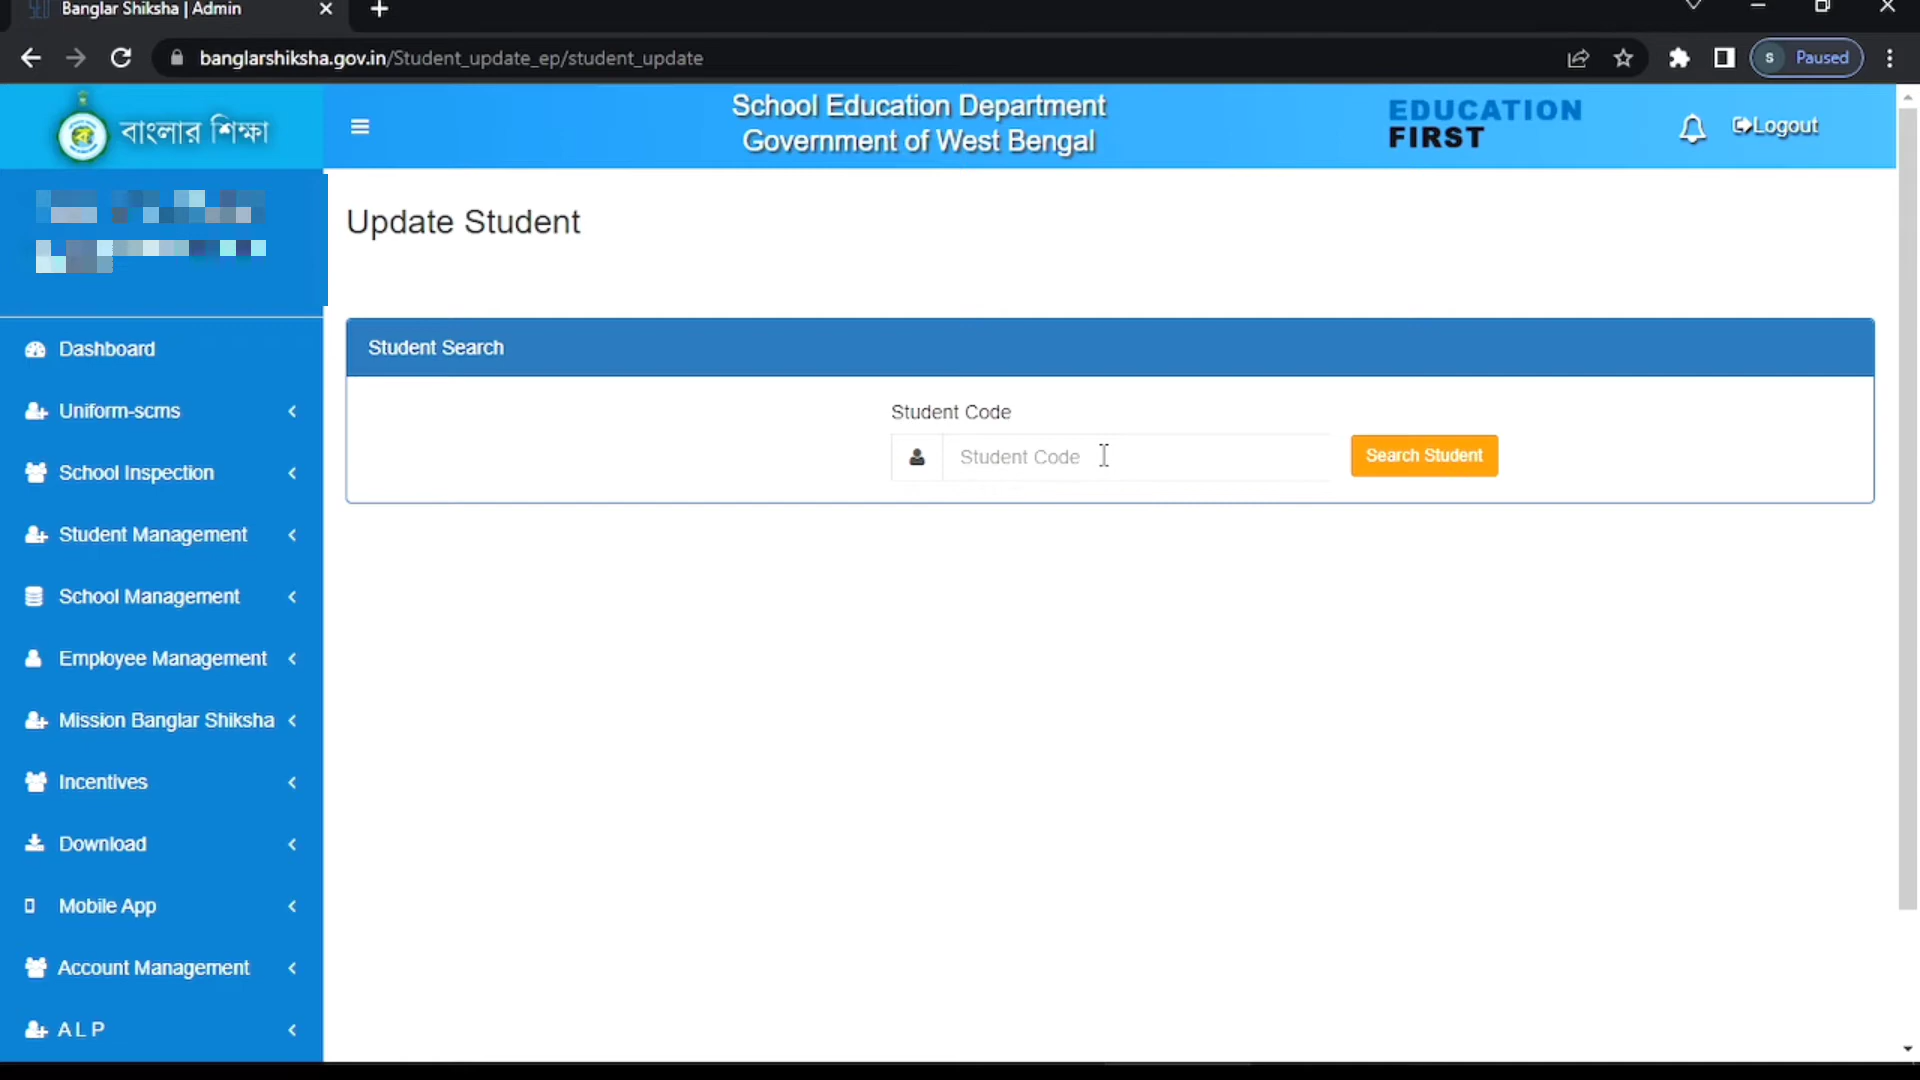 Banglar Shiksha | Admin
banglarshiksha.gov.in/Student_update_ep/student_update
S Paused
বাংলার শিক্ষা
School Education Department
Government of West Bengal
EDUCATION
FIRST
Logout
Update Student
Dashboard
Uniform-scms
School Inspection
Student Management
School Management
Employee Management
Mission Banglar Shiksha
Incentives
Download
Mobile App
Account Management
A L P
Student Search
Student Code
Student Code
Search Student